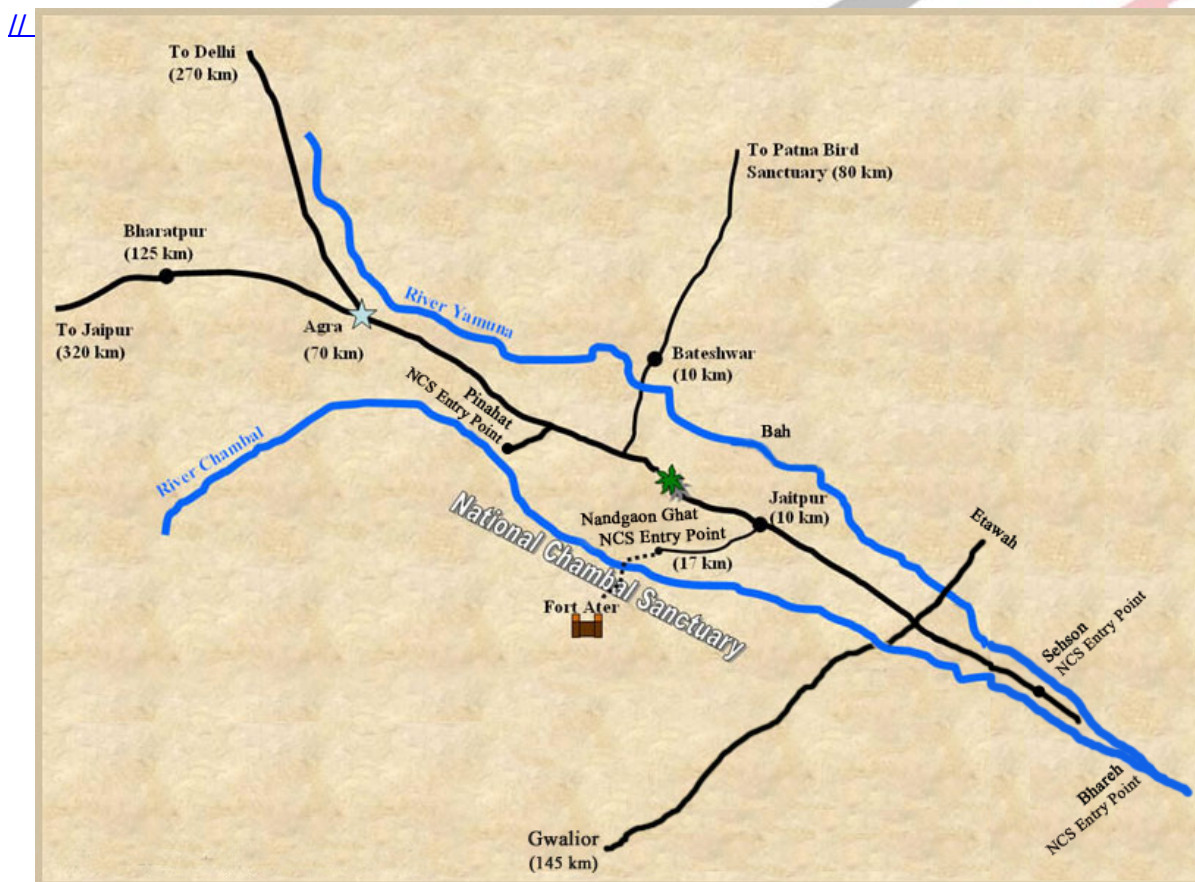 //
To Delhi
(270 km)
To Patna Bird
Sanctuary (80 km)
Bharatpur
(125 km)
River Yamuna
To Jaipur
(320 km)
Agra
(70 km)
Bateshwar
(10 km)
Pinahat
NCS Entry Point
Bah
River Chambal
Jaitpur
(10 km)
Nandgaon Ghat
NCS Entry Point
(17 km)
Etawah
National Chambal Sanctuary
Fort Ater
Sehson
NCS Entry Point
Bhareh
NCS Entry Point
Gwalior
(145 km)